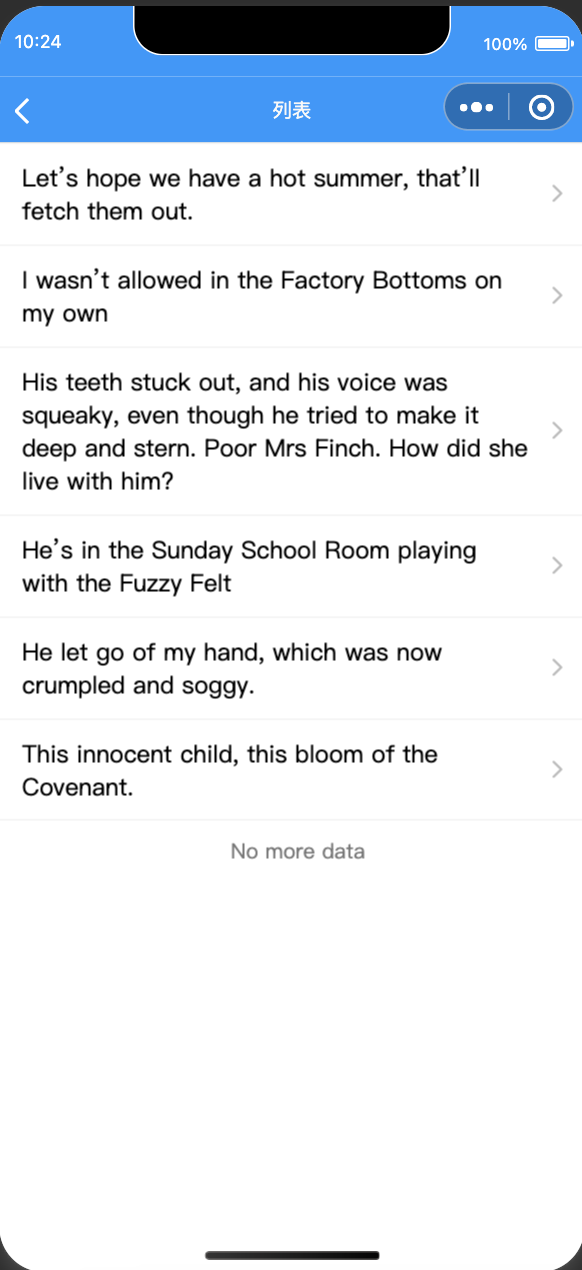 10:24
100%
列表
Let's hope we have a hot summer, that'll
fetch them out.
I wasn't allowed in the Factory Bottoms on
my own
His teeth stuck out, and his voice was
squeaky, even though he tried to make it
deep and stern. Poor Mrs Finch. How did she
live with him?
He's in the Sunday School Room playing
with the Fuzzy Felt
He let go of my hand, which was now
crumpled and soggy.
This innocent child, this bloom of the
Covenant.
No more data